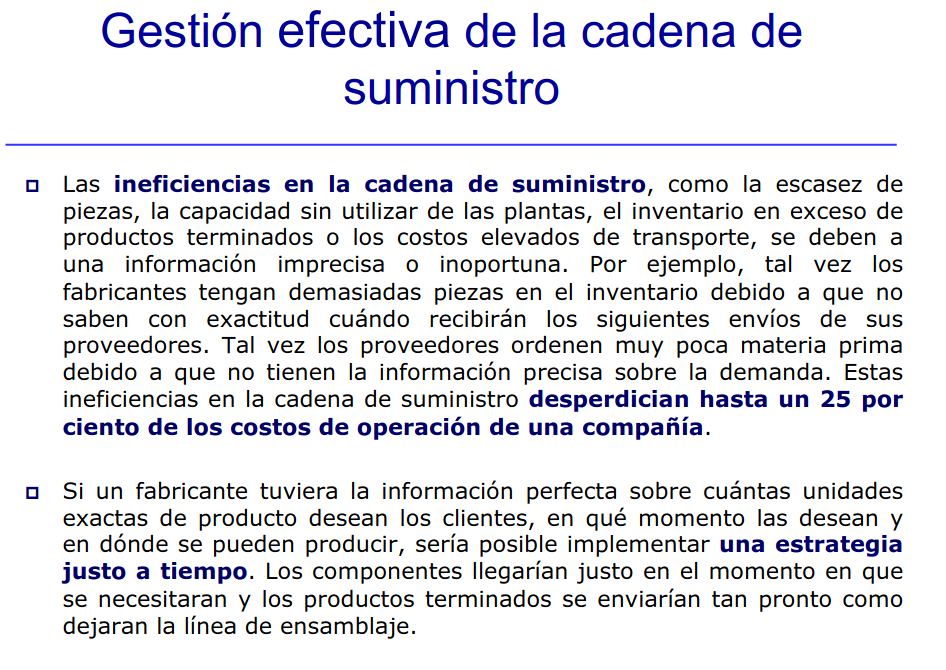 Gestión efectiva de la cadena de
suministro
Las ineficiencias en la cadena de suministro, como la escasez de
piezas, la capacidad sin utilizar de las plantas, el inventario en exceso de
productos terminados o los costos elevados de transporte, se deben a
una información imprecisa o inoportuna. Por ejemplo, tal vez los
fabricantes tengan demasiadas piezas en el inventario debido a que no
saben con exactitud cuándo recibirán los siguientes envíos de sus
proveedores. Tal vez los proveedores ordenen muy poca materia prima
debido a que no tienen la información precisa sobre la demanda. Estas
ineficiencias en la cadena de suministro desperdician hasta un 25 por
ciento de los costos de operación de una compañía.
Si un fabricante tuviera la información perfecta sobre cuántas unidades
exactas de producto desean los clientes, en qué momento las desean y
en dónde se pueden producir, sería posible implementar una estrategia
justo a tiempo. Los componentes llegarían justo en el momento en que
se necesitaran y los productos terminados se enviarían tan pronto como
dejaran la línea de ensamblaje.